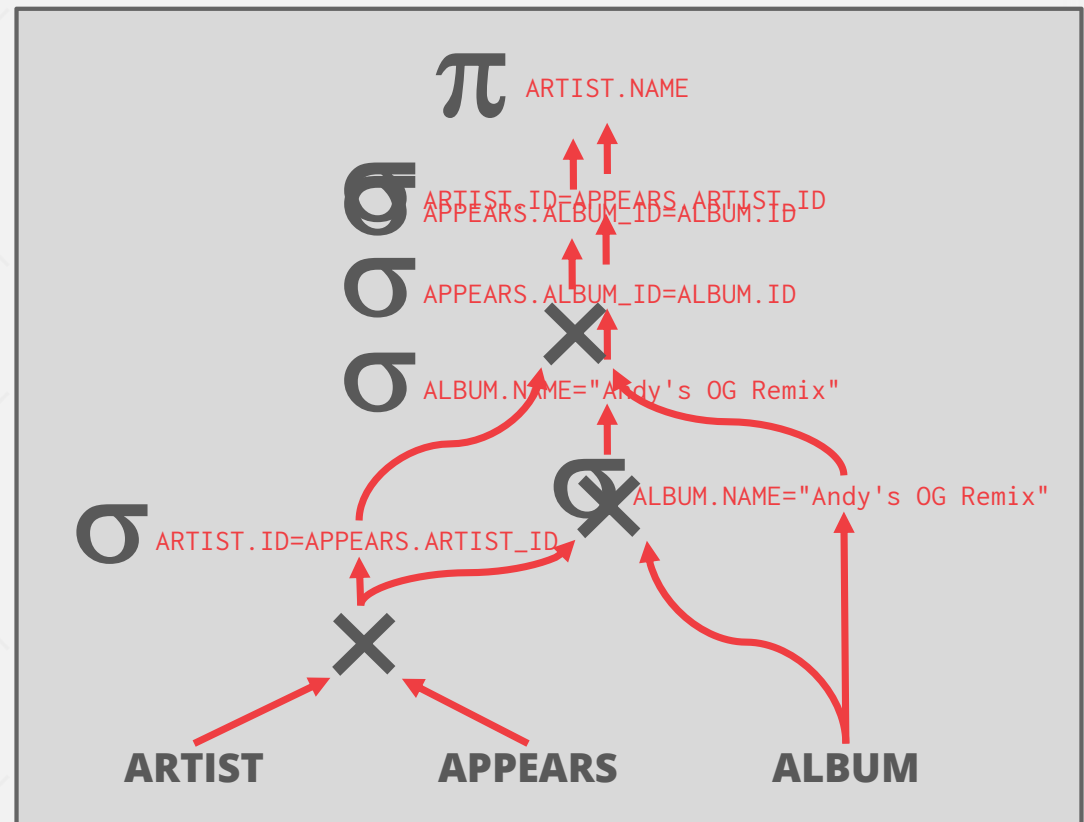 π ARTIST.NAME
σ ARTIST.ID=APPEARS.ARTIST_ID
σ APPEARS.ALBUM_ID=ALBUM.ID
σ APPEARS.ALBUM_ID=ALBUM.ID
×
σ ALBUM.NAME="Andy's OG Remix"
σ ALBUM.NAME="Andy's OG Remix"
×
σ ARTIST.ID=APPEARS.ARTIST_ID
×
ARTIST APPEARS ALBUM